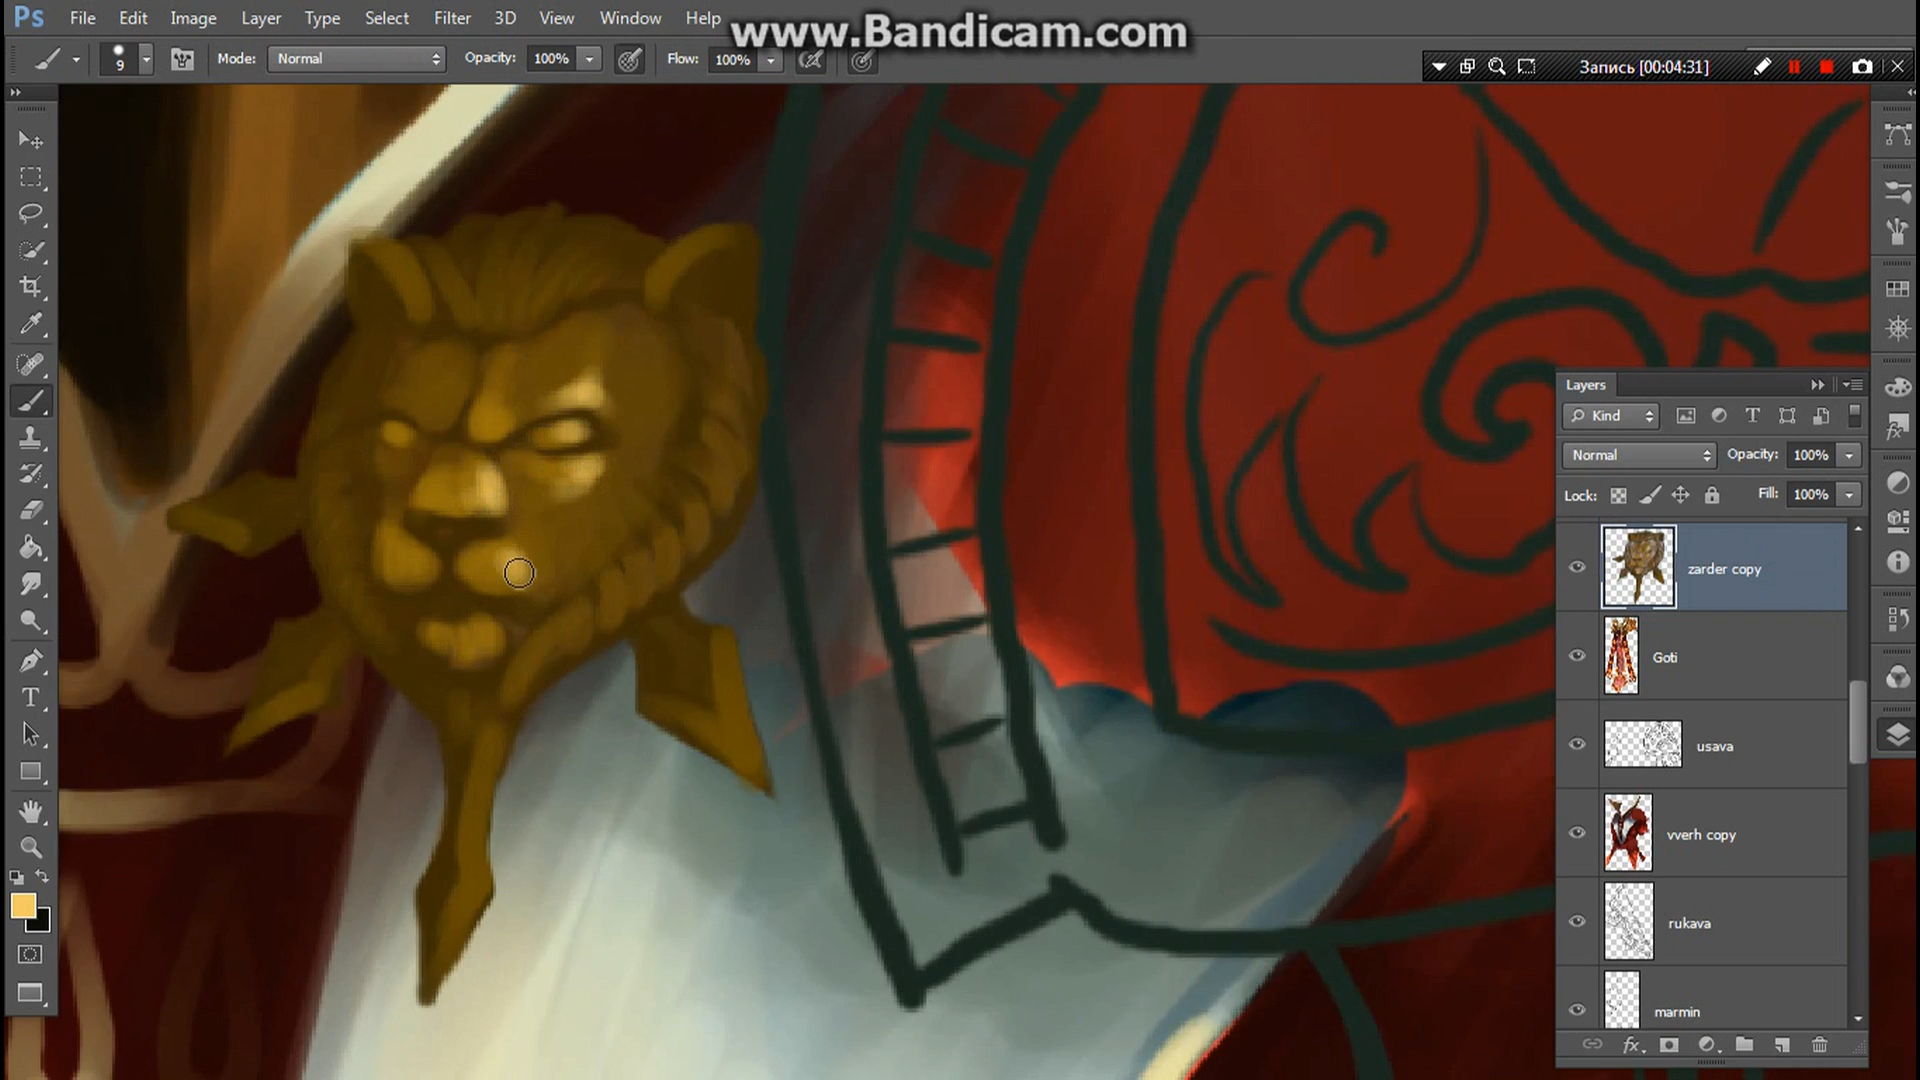 Ps File Edit Image Layer Type Select Filter 3D View Window Help
www.Bandicam.com
9 Mode: Normal Opacity: 100% Flow: 100%
Запись [00:04:31]
Layers
Kind
Normal Opacity: 100%
Lock: Fill: 100%
zarder copy
Goti
usava
vverh copy
rukava
marmin